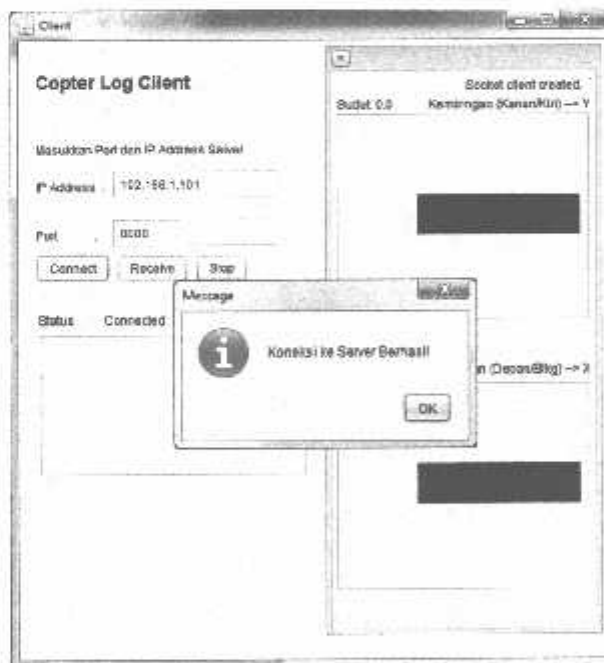 Client
Copter Log Client
Socket client created.
Sudut: 0.0 Kemiringan (Kanan/Kiri) --> Y
Masukkan Port dan IP Address Server
IP Address : 192.168.1.101
Port :
Connect Receive Stop
Message
Status Connected
Koneksi ke Server Berhasil!
(Depan/Blkg) --> X
OK